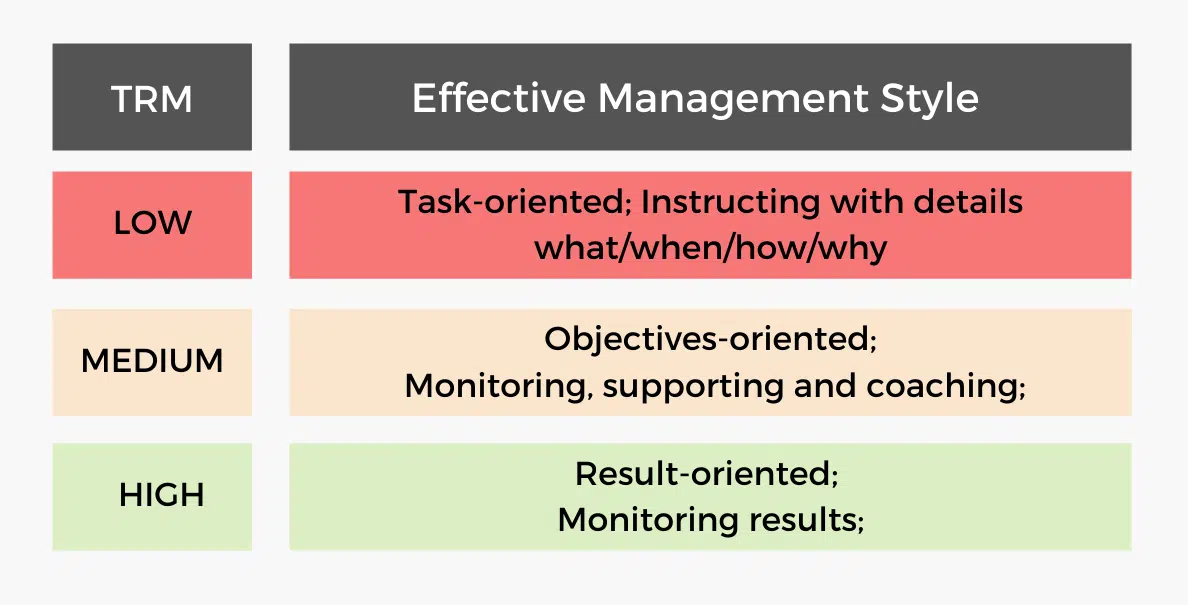 TRM
Effective Management Style
LOW
Task-oriented; Instructing with details
what/when/how/why
MEDIUM
Objectives-oriented;
Monitoring, supporting and coaching;
HIGH
Result-oriented;
Monitoring results;